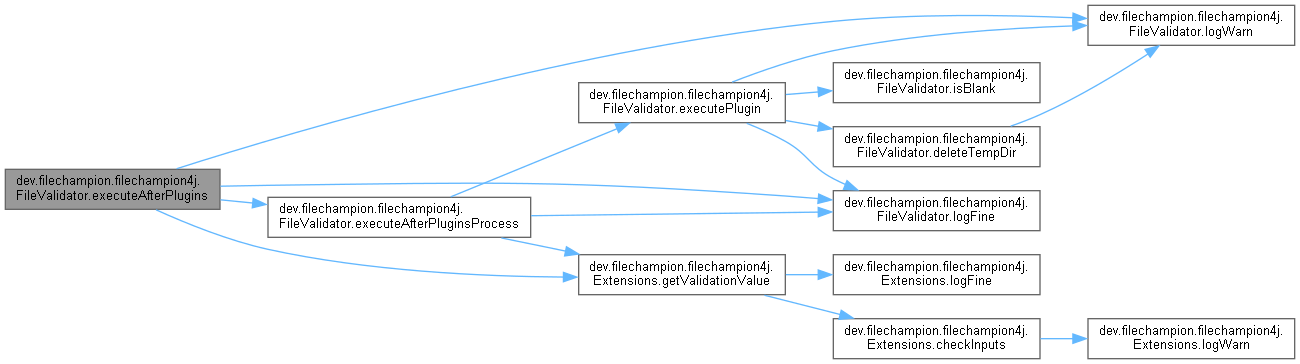 dev.filechampion.filechampion4j.
FileValidator.executeAfterPlugins
dev.filechampion.filechampion4j.
FileValidator.executeAfterPluginsProcess
dev.filechampion.filechampion4j.
FileValidator.executePlugin
dev.filechampion.filechampion4j.
Extensions.getValidationValue
dev.filechampion.filechampion4j.
FileValidator.isBlank
dev.filechampion.filechampion4j.
FileValidator.deleteTempDir
dev.filechampion.filechampion4j.
FileValidator.logFine
dev.filechampion.filechampion4j.
Extensions.logFine
dev.filechampion.filechampion4j.
Extensions.checkInputs
dev.filechampion.filechampion4j.
FileValidator.logWarn
dev.filechampion.filechampion4j.
Extensions.logWarn